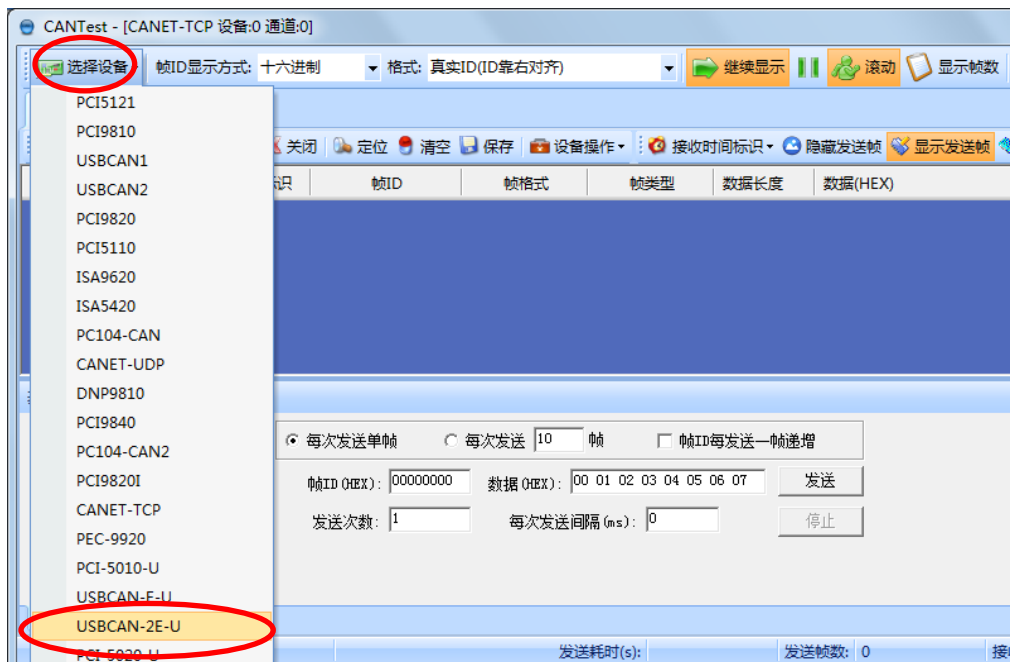 CANTest - [CANET-TCP 设备:0 通道:0]
选择设备 帧ID显示方式: 十六进制 格式: 真实ID(ID靠右对齐) 继续显示 滚动 显示帧数
PCI5121
PCI9810
关闭 定位 清空 保存 设备操作 接收时间标识 隐藏发送帧 显示发送帧
USBCAN1
识 帧ID 帧格式 帧类型 数据长度 数据(HEX)
USBCAN2
PCI9820
PCI5110
ISA9620
ISA5420
PC104-CAN
CANET-UDP
DNP9810
PCI9840
每次发送单帧 每次发送 10 帧 帧ID每发送一帧递增
PC104-CAN2
PCI9820I
帧ID(HEX): 00000000 数据(HEX): 00 01 02 03 04 05 06 07 发送
CANET-TCP
发送次数: 1 每次发送间隔(ms): 0 停止
PEC-9920
PCI-5010-U
USBCAN-E-U
USBCAN-2E-U
PCI-5020-U
发送耗时(s): 发送帧数: 0 接